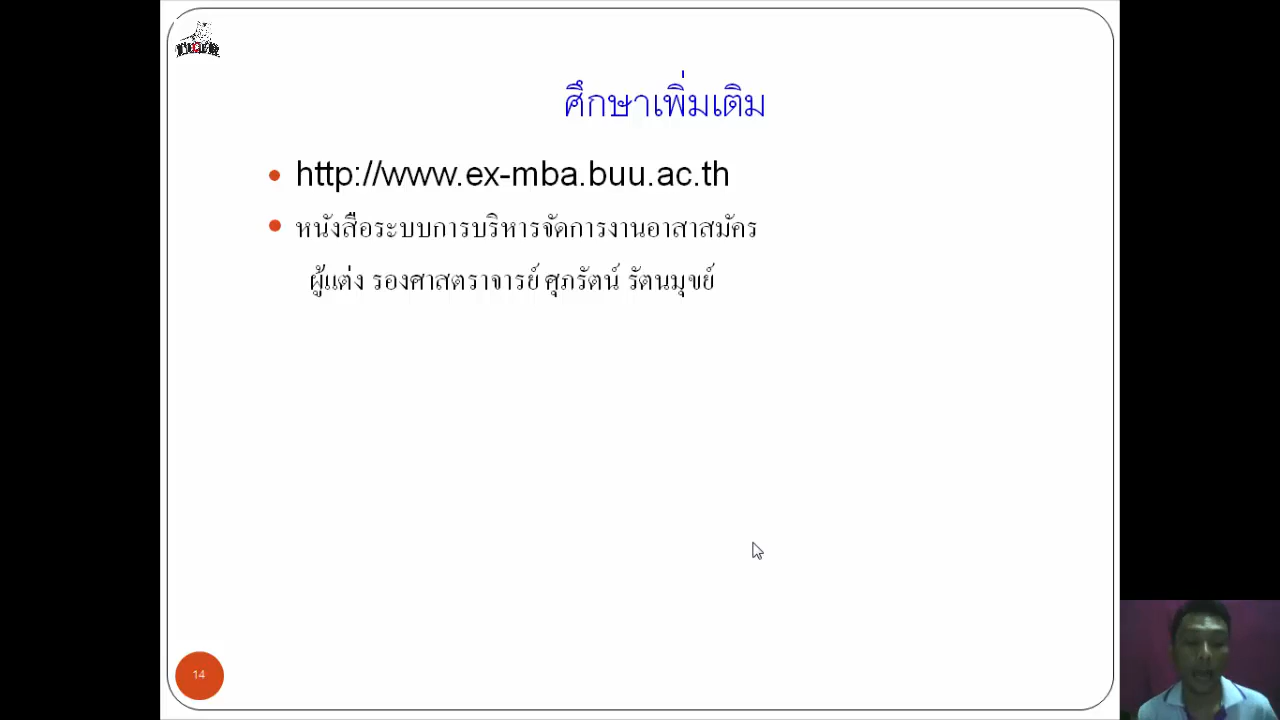 ศึกษาเพิ่มเติม
http://www.ex-mba.buu.ac.th
หนังสือระบบการบริหารจัดการงานอาสาสมัคร
ผู้แต่ง รองศาสตราจารย์ ศุภรัตน์ รัตนมุขย์
14